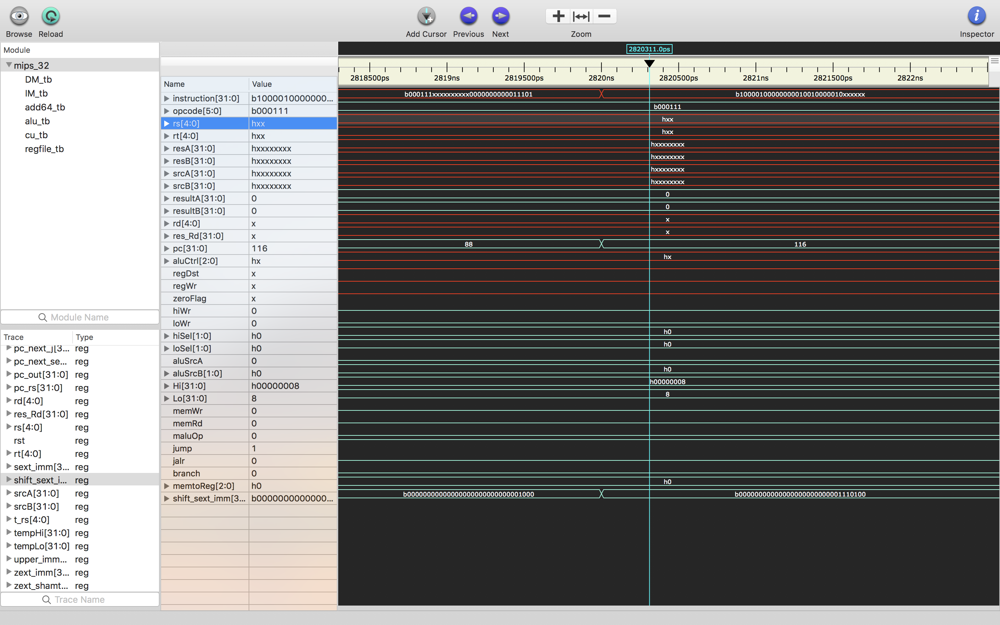 Browse Reload Add Cursor Previous Next Zoom Inspector
Module
mips_32
DM_tb
IM_tb
add64_tb
alu_tb
cu_tb
regfile_tb
Module Name
Trace Type
pc_next_j[3... reg
pc_next_se... reg
pc_out[31:0] reg
pc_rs[31:0] reg
rd[4:0] reg
res_Rd[31:0] reg
rs[4:0] reg
rst reg
rt[4:0] reg
sext_imm[3... reg
shift_sext_i... reg
srcA[31:0] reg
srcB[31:0] reg
t_rs[4:0] reg
tempHi[31:0] reg
tempLo[31:0] reg
upper_imm... reg
zext_imm[3... reg
zext_shamt... reg
Trace Name
Name Value
instruction[31:0] b1000010000000...
opcode[5:0] b000111
rs[4:0] hxx
rt[4:0] hxx
resA[31:0] hxxxxxxxx
resB[31:0] hxxxxxxxx
srcA[31:0] hxxxxxxxx
srcB[31:0] hxxxxxxxx
resultA[31:0] 0
resultB[31:0] 0
rd[4:0] x
res_Rd[31:0] x
pc[31:0] 116
aluCtrl[2:0] hx
regDst x
regWr x
zeroFlag x
hiWr 0
loWr 0
hiSel[1:0] h0
loSel[1:0] h0
aluSrcA 0
aluSrcB[1:0] h0
Hi[31:0] h00000008
Lo[31:0] 8
memWr 0
memRd 0
maluOp 0
jump 1
jalr 0
branch 0
memtoReg[2:0] h0
shift_sext_imm[3... b0000000000000...
2820311.0ps
2818500ps 2819ns 2819500ps 2820ns 2820500ps 2821ns 2821500ps 2822ns
b000111xxxxxxxxxx0000000000011101 b10000100000000010010000010xxxxxx
b000111
hxx
hxx
hxxxxxxxx
hxxxxxxxx
hxxxxxxxx
hxxxxxxxx
0
0
x
x
88 116
hx
h0
h0
h0
h00000008
8
h0
b00000000000000000000000000001000 b00000000000000000000000001110100